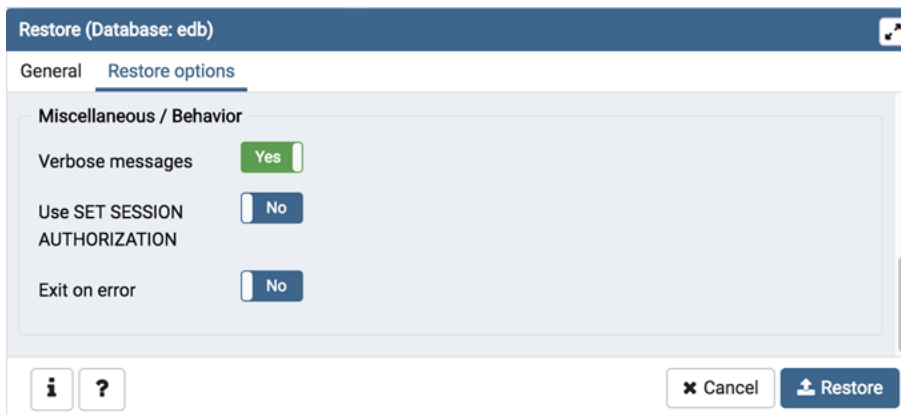 Restore (Database: edb)
General Restore options
Miscellaneous / Behavior
Verbose messages Yes
Use SET SESSION No
AUTHORIZATION
Exit on error No
i ? Cancel Restore